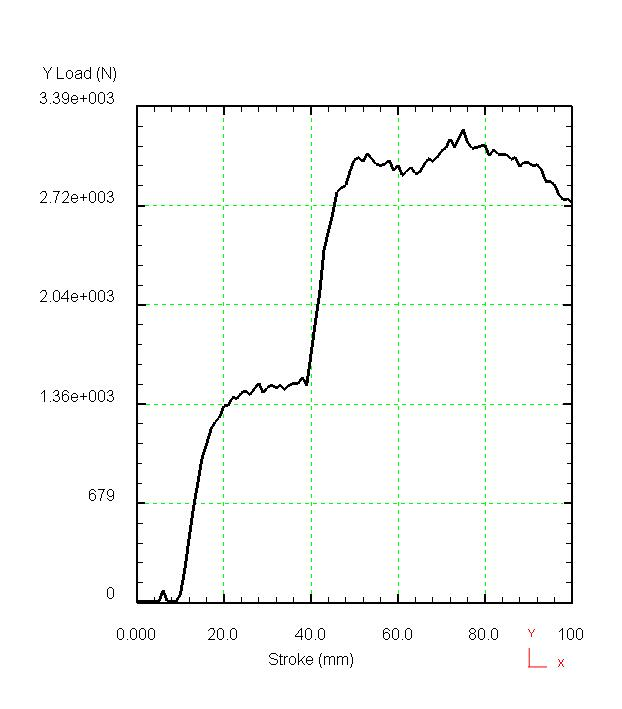 Y Load (N)
3.39e+003
2.72e+003
2.04e+003
1.36e+003
679
0
0.000 20.0 40.0 60.0 80.0 100
Stroke (mm)
Y
X